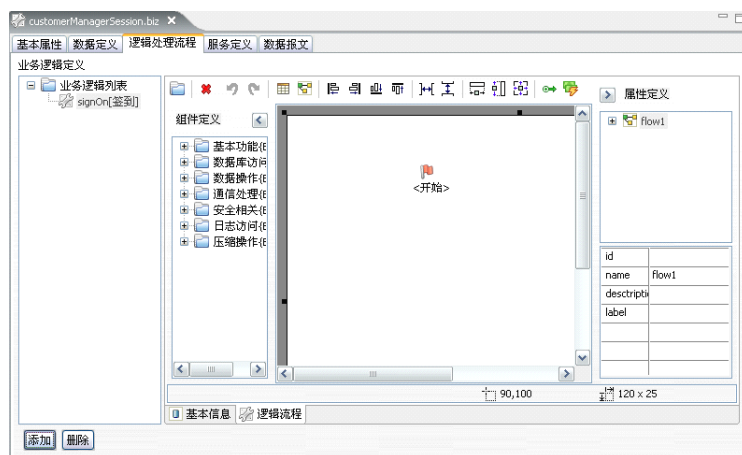 customerManagerSession.biz
基本属性 数据定义 逻辑处理流程 服务定义 数据报文
业务逻辑定义
业务逻辑列表
signOn[签到]
组件定义
基本功能(E
数据库访问
数据操作(E
通信处理(E
安全相关(E
日志访问(E
压缩操作(E
<开始>
属性定义
flow1
id
name flow1
desctripti
label
90,100 120 x 25
基本信息 逻辑流程
添加 删除